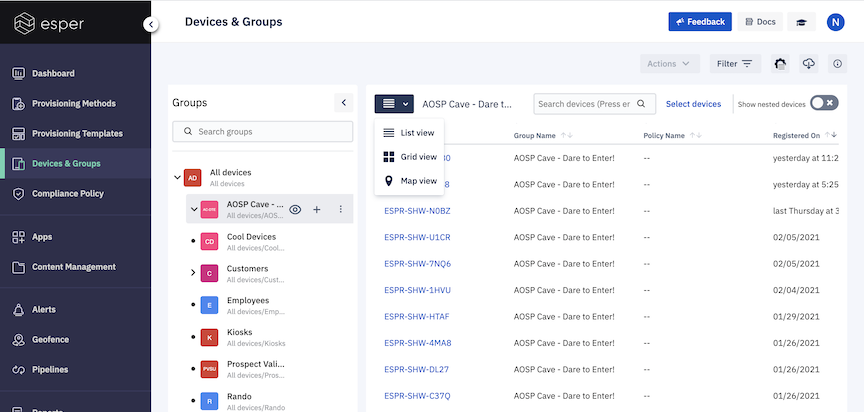 esper
Devices & Groups
Feedback
Docs
N
Dashboard
Provisioning Methods
Provisioning Templates
Devices & Groups
Compliance Policy
Apps
Content Management
Alerts
Geofence
Pipelines
Actions
Filter
Groups
Search groups
AD
All devices
All devices
AOSP Cave - ...
All devices/AOS...
CD
Cool Devices
All devices/Cool...
C
Customers
All devices/Cust...
E
Employees
All devices/Emp...
K
Kiosks
All devices/Kiosks
PVSU
Prospect Vali...
All devices/Pros...
R
Rando
All devices/Rando
AOSP Cave - Dare t...
Search devices (Press er
Select devices
Show nested devices
List view
Grid view
Map view
Group Name
Policy Name
Registered On
AOSP Cave - Dare to Enter! -- yesterday at 11:2
AOSP Cave - Dare to Enter! -- yesterday at 5:25
ESPR-SHW-N0BZ AOSP Cave - Dare to Enter! -- last Thursday at 3
ESPR-SHW-U1CR AOSP Cave - Dare to Enter! -- 02/05/2021
ESPR-SHW-7NQ6 AOSP Cave - Dare to Enter! -- 02/05/2021
ESPR-SHW-1HVU AOSP Cave - Dare to Enter! -- 02/04/2021
ESPR-SHW-HTAF AOSP Cave - Dare to Enter! -- 01/29/2021
ESPR-SHW-4MA8 AOSP Cave - Dare to Enter! -- 01/26/2021
ESPR-SHW-DL27 AOSP Cave - Dare to Enter! -- 01/26/2021
ESPR-SHW-C37Q AOSP Cave - Dare to Enter! -- 01/26/2021